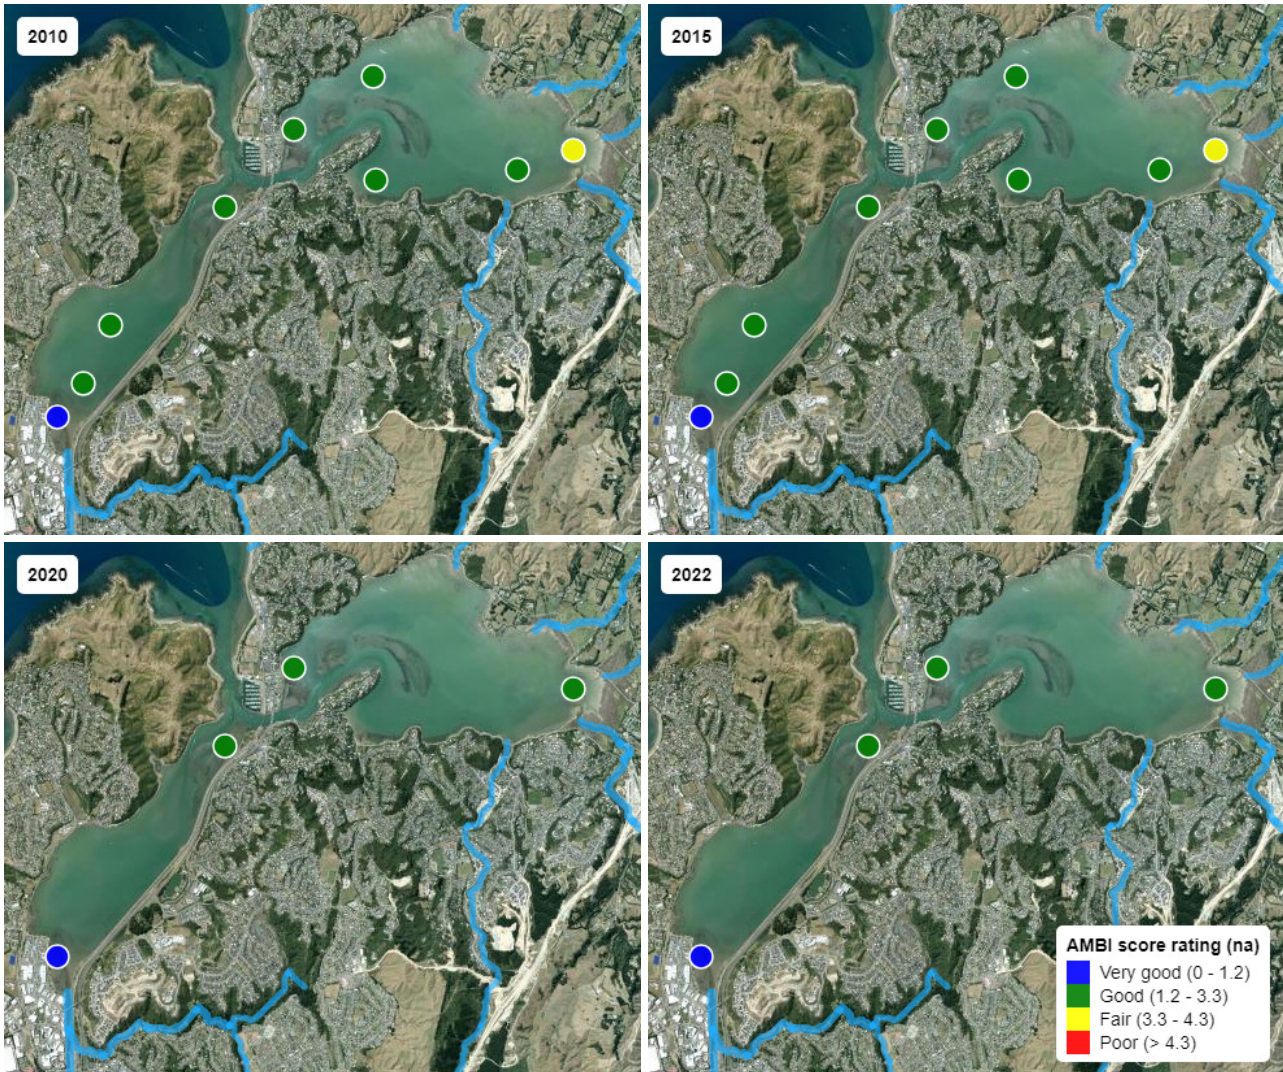 2010
2015
2020
2022
AMBI score rating (na)
Very good (0 - 1.2)
Good (1.2 - 3.3)
Fair (3.3 - 4.3)
Poor (> 4.3)